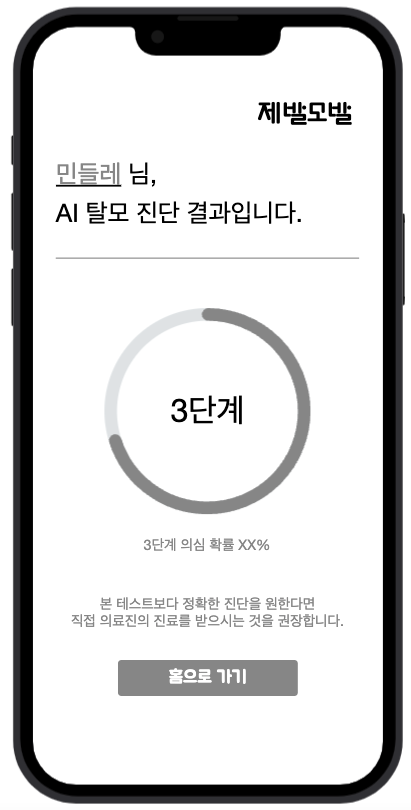 제발모발
민들레 님,
AI 탈모 진단 결과입니다.
3단계
3단계 의심 확률 XX%
본 테스트보다 정확한 진단을 원한다면
직접 의료진의 진료를 받으시는 것을 권장합니다.
홈으로 가기